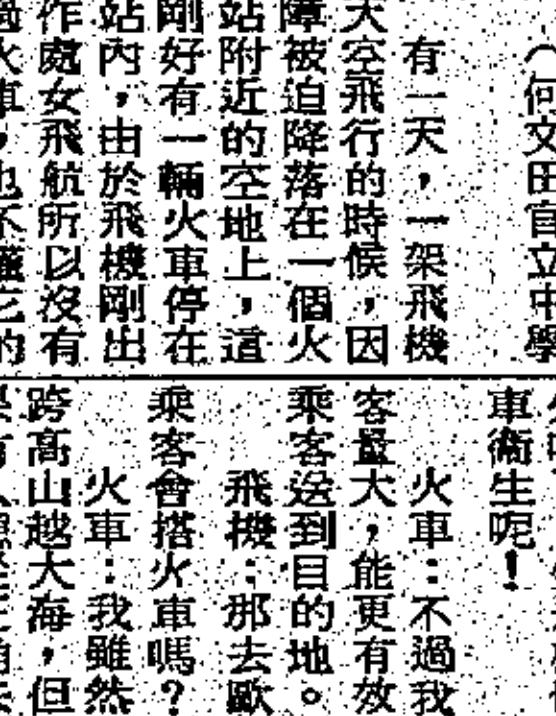 （何文田官立中學
有一天，一架飛機
天空飛行的時候，因
障被迫降落在一個火
站附近的空地上，這
剛好有一輛火車停在
站內，由於飛機剛出
作處女飛航所以沒有
過火車，也不
車衞生呢！
火車：不過我
客量大，能更有效
乘客送到目的地。
飛機：那去歐
乘客會搭火車嗎？
火車：我雖然
跨高山越大海，但